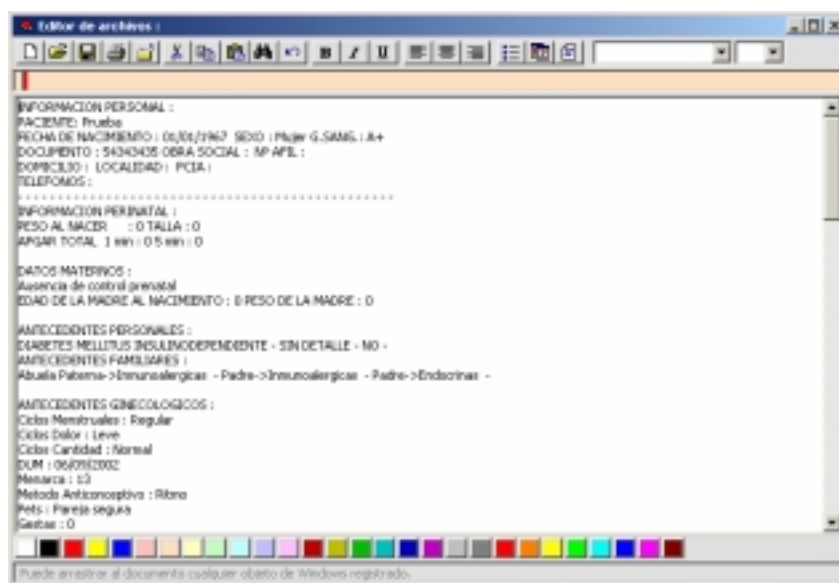 Editor de archivos :
B I U
INFORMACION PERSONAL :
PACIENTE: Prueba
FECHA DE NACIMIENTO : 01/01/1967 SEXO : Mujer G.SANG. : A+
DOCUMENTO : 54343435 OBRA SOCIAL : Nº AFIL :
DOMICILIO : LOCALIDAD : PCIA :
TELEFONOS :
- - - - - - - - - - - - - - - - - - - - - - - - - - - - - - - - - - - - - - - - - - - - - - - -
INFORMACION PERINATAL :
PESO AL NACER : 0 TALLA : 0
APGAR TOTAL 1 min : 0 5 min : 0
DATOS MATERNOS :
Ausencia de control prenatal
EDAD DE LA MADRE AL NACIMIENTO : 0 PESO DE LA MADRE : 0
ANTECEDENTES PERSONALES :
DIABETES MELLITUS INSULINODEPENDIENTE - SIN DETALLE - NO -
ANTECEDENTES FAMILIARES :
Abuela Paterna->Inmunoalergicas - Padre->Inmunoalergicas - Padre->Endocrinas -
ANTECEDENTES GINECOLOGICOS :
Ciclos Menstruales : Regular
Ciclos Dolor : Leve
Ciclos Cantidad : Normal
DUM : 06/09/2002
Menarca : 13
Metodo Anticonceptivo : Ritmo
Pets : Pareja segura
Gestas : 0
Puede arrastrar al documento cualquier objeto de Windows registrado.